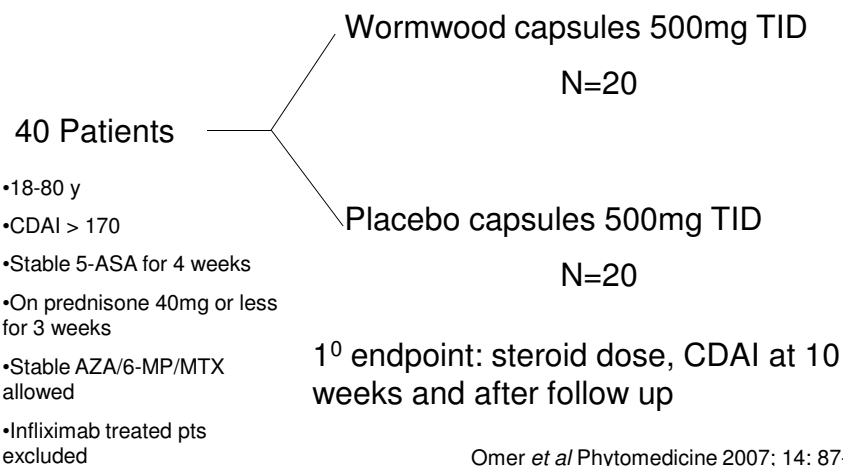 Wormwood capsules 500mg TID
N=20
40 Patients
•18-80 y
•CDAI > 170
•Stable 5-ASA for 4 weeks
•On prednisone 40mg or less
for 3 weeks
•Stable AZA/6-MP/MTX
allowed
•Infliximab treated pts
excluded
Placebo capsules 500mg TID
N=20
1⁰ endpoint: steroid dose, CDAI at 10
weeks and after follow up
Omer et al Phytomedicine 2007; 14: 87-